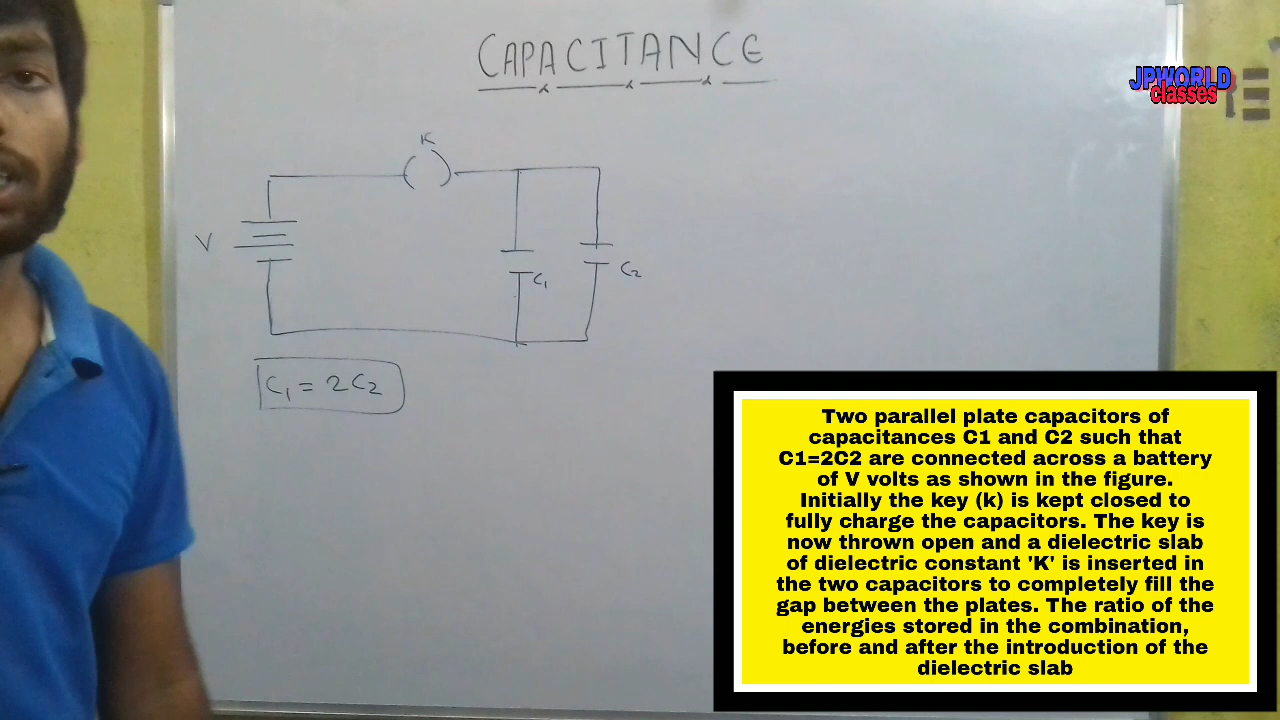 CAPACITANCE
JPWORLD
classes
K
V
C1
C2
C1 = 2C2
Two parallel plate capacitors of
capacitances C1 and C2 such that
C1=2C2 are connected across a battery
of V volts as shown in the figure.
Initially the key (k) is kept closed to
fully charge the capacitors. The key is
now thrown open and a dielectric slab
of dielectric constant 'K' is inserted in
the two capacitors to completely fill the
gap between the plates. The ratio of the
energies stored in the combination,
before and after the introduction of the
dielectric slab